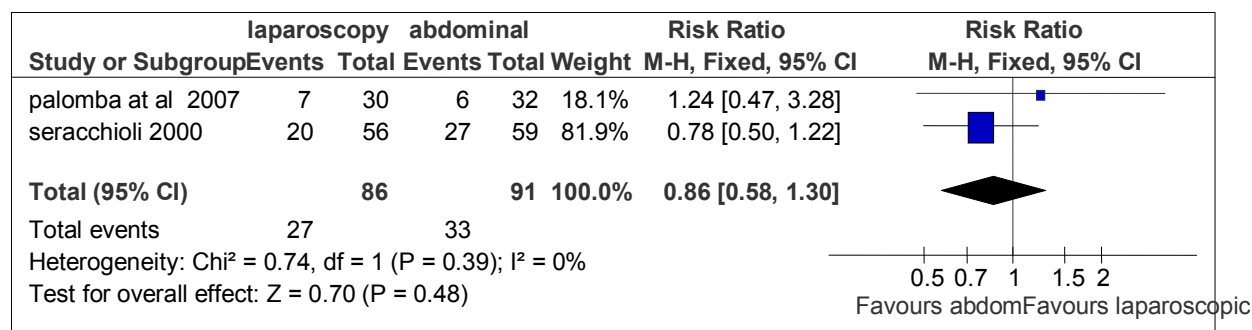 laparoscopy abdominal Risk Ratio Risk Ratio
Study or SubgroupEvents Total Events Total Weight M-H, Fixed, 95% CI M-H, Fixed, 95% CI
palomba at al 2007 7 30 6 32 18.1% 1.24 [0.47, 3.28]
seracchioli 2000 20 56 27 59 81.9% 0.78 [0.50, 1.22]
Total (95% CI) 86 91 100.0% 0.86 [0.58, 1.30]
Total events 27 33
Heterogeneity: Chi² = 0.74, df = 1 (P = 0.39); I² = 0%
Test for overall effect: Z = 0.70 (P = 0.48)
0.5 0.7 1 1.5 2
Favours abdomFavours laparoscopic